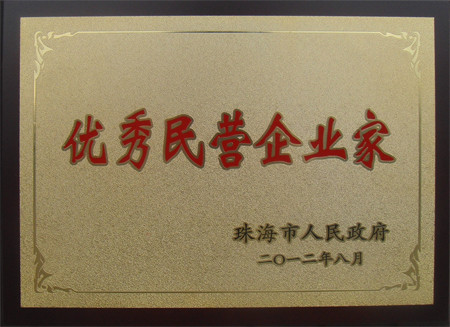 优秀民营企业家
珠海市人民政府
二〇一二年八月